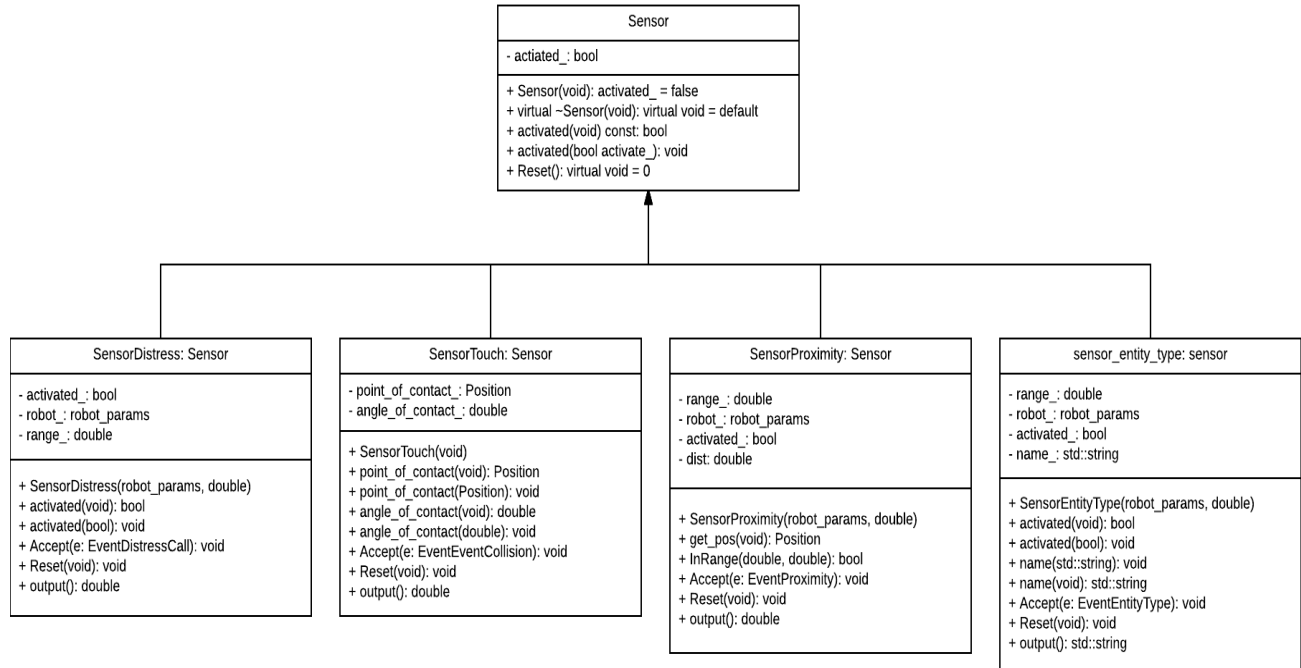 Sensor
- actiated_: bool
+ Sensor(void): activated_ = false
+ virtual ~Sensor(void): virtual void = default
+ activated(void) const: bool
+ activated(bool activate_): void
+ Reset(): virtual void = 0
SensorDistress: Sensor
- activated_: bool
- robot_: robot_params
- range_: double
+ SensorDistress(robot_params, double)
+ activated(void): bool
+ activated(bool): void
+ Accept(e: EventDistressCall): void
+ Reset(void): void
+ output(): double
SensorTouch: Sensor
- point_of_contact_: Position
- angle_of_contact_: double
+ SensorTouch(void)
+ point_of_contact(void): Position
+ point_of_contact(Position): void
+ angle_of_contact(void): double
+ angle_of_contact(double): void
+ Accept(e: EventEventCollision): void
+ Reset(void): void
+ output(): double
SensorProximity: Sensor
- range_: double
- robot_: robot_params
- activated_: bool
- dist: double
+ SensorProximity(robot_params, double)
+ get_pos(void): Position
+ InRange(double, double): bool
+ Accept(e: EventProximity): void
+ Reset(void): void
+ output(): double
sensor_entity_type: sensor
- range_: double
- robot_: robot_params
- activated_: bool
- name_: std::string
+ SensorEntityType(robot_params, double)
+ activated(void): bool
+ activated(bool): void
+ name(std::string): void
+ name(void): std::string
+ Accept(e: EventEntityType): void
+ Reset(void): void
+ output(): std::string